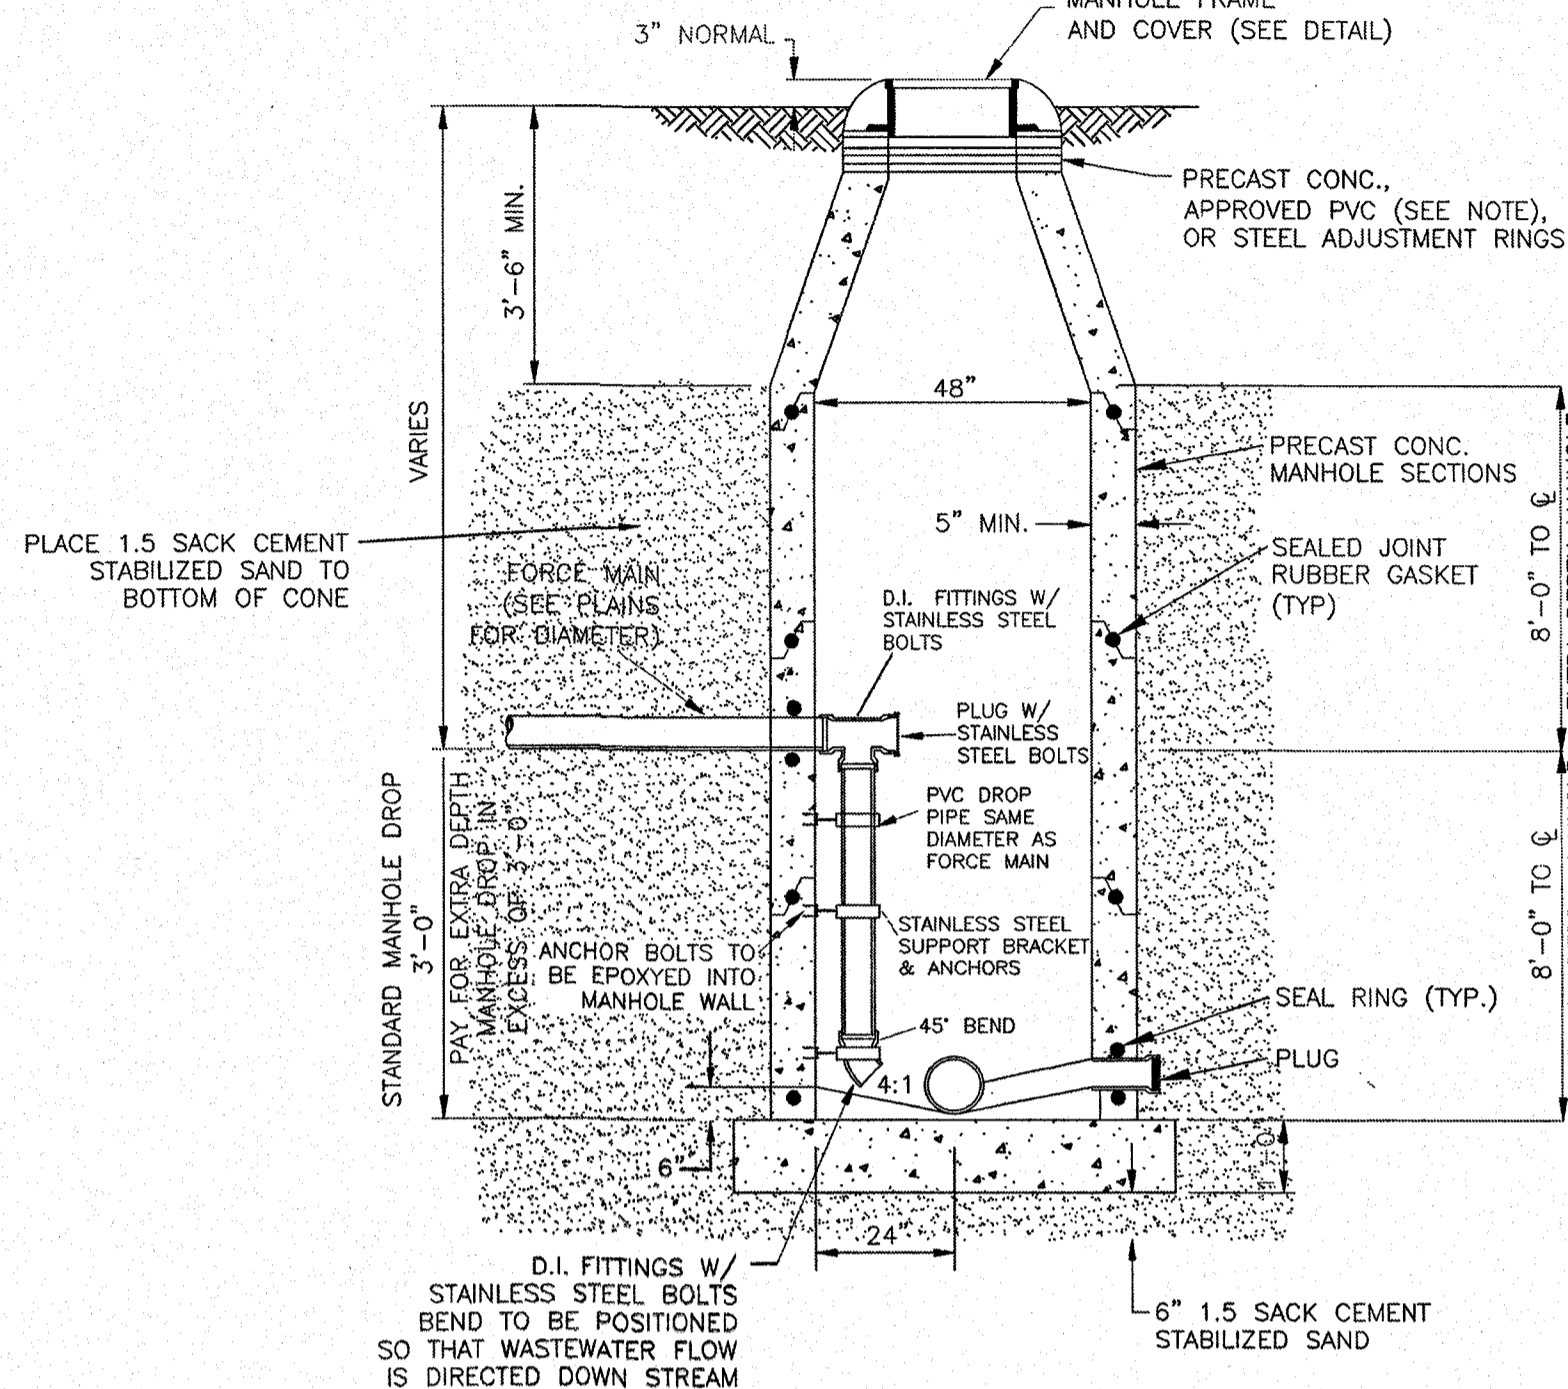 MANHOLE FRAME
AND COVER (SEE DETAIL)
3" NORMAL
PRECAST CONC.,
APPROVED PVC (SEE NOTE),
OR STEEL ADJUSTMENT RINGS
3'-6" MIN.
VARIES
48"
PRECAST CONC.
MANHOLE SECTIONS
5" MIN.
8'-0" TO ℄
PLACE 1.5 SACK CEMENT
STABILIZED SAND TO
BOTTOM OF CONE
FORCE MAIN
(SEE PLAINS
FOR DIAMETER)
SEALED JOINT
RUBBER GASKET
(TYP)
D.I. FITTINGS W/
STAINLESS STEEL
BOLTS
PLUG W/
STAINLESS
STEEL BOLTS
PVC DROP
PIPE SAME
DIAMETER AS
FORCE MAIN
STANDARD MANHOLE DROP
3'-0"
PAY FOR EXTRA DEPTH
MANHOLE DROP IN
EXCESS OF 3'-0"
8'-0" TO ℄
ANCHOR BOLTS TO
BE EPOXYED INTO
MANHOLE WALL
STAINLESS STEEL
SUPPORT BRACKET
& ANCHORS
SEAL RING (TYP.)
45° BEND
PLUG
4:1
6"
24"
D.I. FITTINGS W/
STAINLESS STEEL BOLTS
BEND TO BE POSITIONED
SO THAT WASTEWATER FLOW
IS DIRECTED DOWN STREAM
6" 1.5 SACK CEMENT
STABILIZED SAND